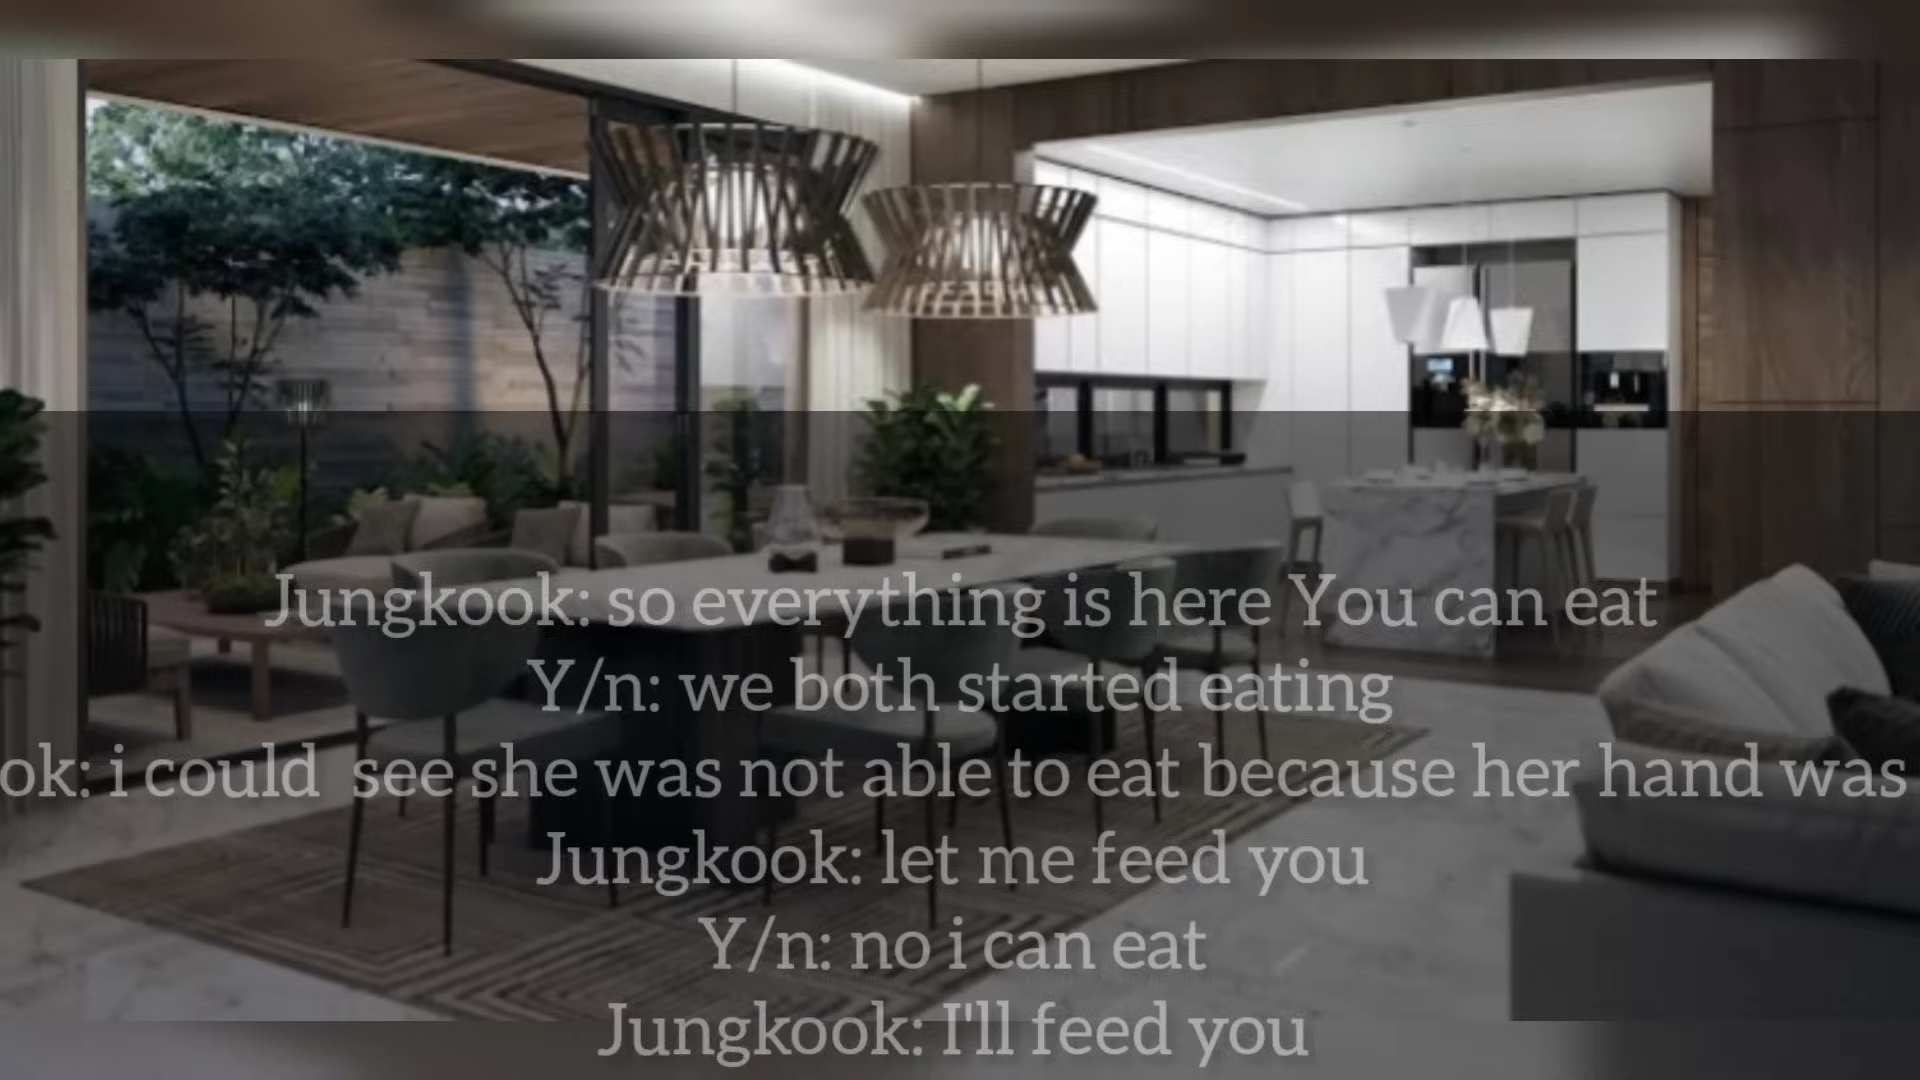 Jungkook: so everything is here You can eat
Y/n: we both started eating
ok: i could see she was not able to eat because her hand was
Jungkook: let me feed you
Y/n: no i can eat
Jungkook: I'll feed you